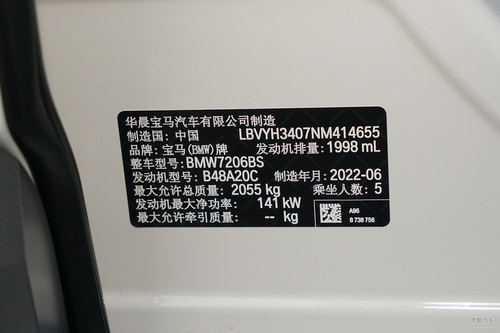 华晨宝马汽车有限公司制造
制造国: 中国 LBVYH3407NM414655
品牌: 宝马(BMW)牌 发动机排量: 1998 mL
整车型号: BMW7206BS
发动机型号: B48A20C 制造年月: 2022-06
最大允许总质量: 2055 kg 乘坐人数: 5
发动机最大净功率: 141 kW
最大允许牵引质量: -- kg
A96
8 738 756